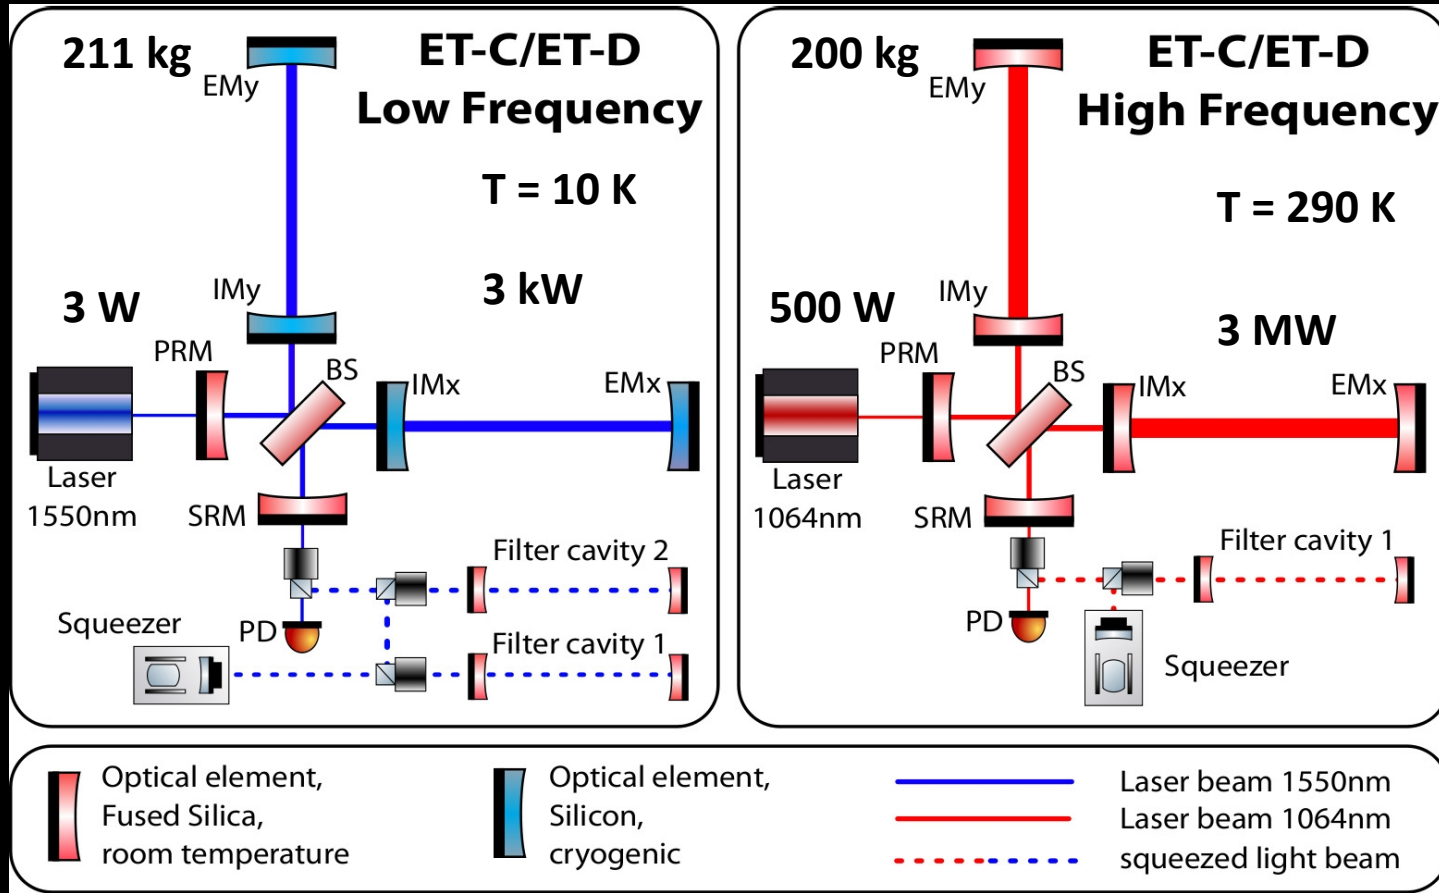 211 kg
EMy
ET-C/ET-D
Low Frequency
T = 10 K
3 kW
IMy
3 W
PRM
BS
IMx
EMx
Laser
1550nm
SRM
Filter cavity 2
Squeezer
PD
Filter cavity 1
200 kg
EMy
ET-C/ET-D
High Frequency
T = 290 K
IMy
500 W
3 MW
PRM
BS
IMx
EMx
Laser
1064nm
SRM
Filter cavity 1
PD
Squeezer
Optical element,
Fused Silica,
room temperature
Optical element,
Silicon,
cryogenic
Laser beam 1550nm
Laser beam 1064nm
squeezed light beam